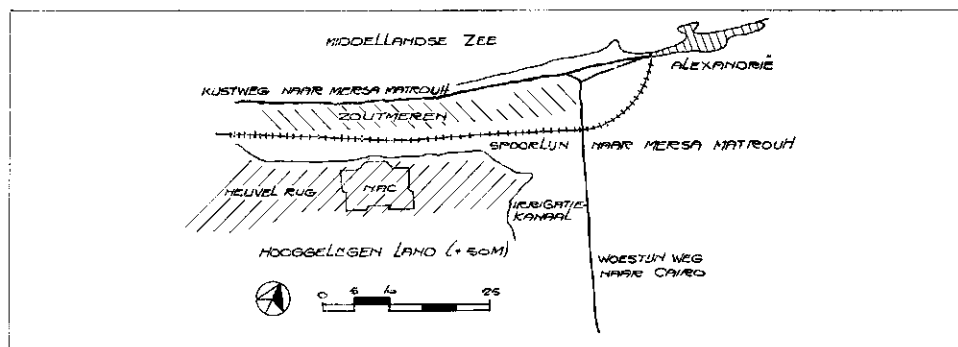 MIDDELLANDSE ZEE
ALEXANDRIË
KUSTWEG NAAR MERSA MATROUH
ZOUTMEREN
SPOORLIJN NAAR MERSA MATROUH
HEUVEL RUG
NAC
IRRIGATIE-
KANAAL
HOOGGELEGEN LAND (+50M)
WOESTIJN WEG
NAAR CAIRO
0 5 10 25